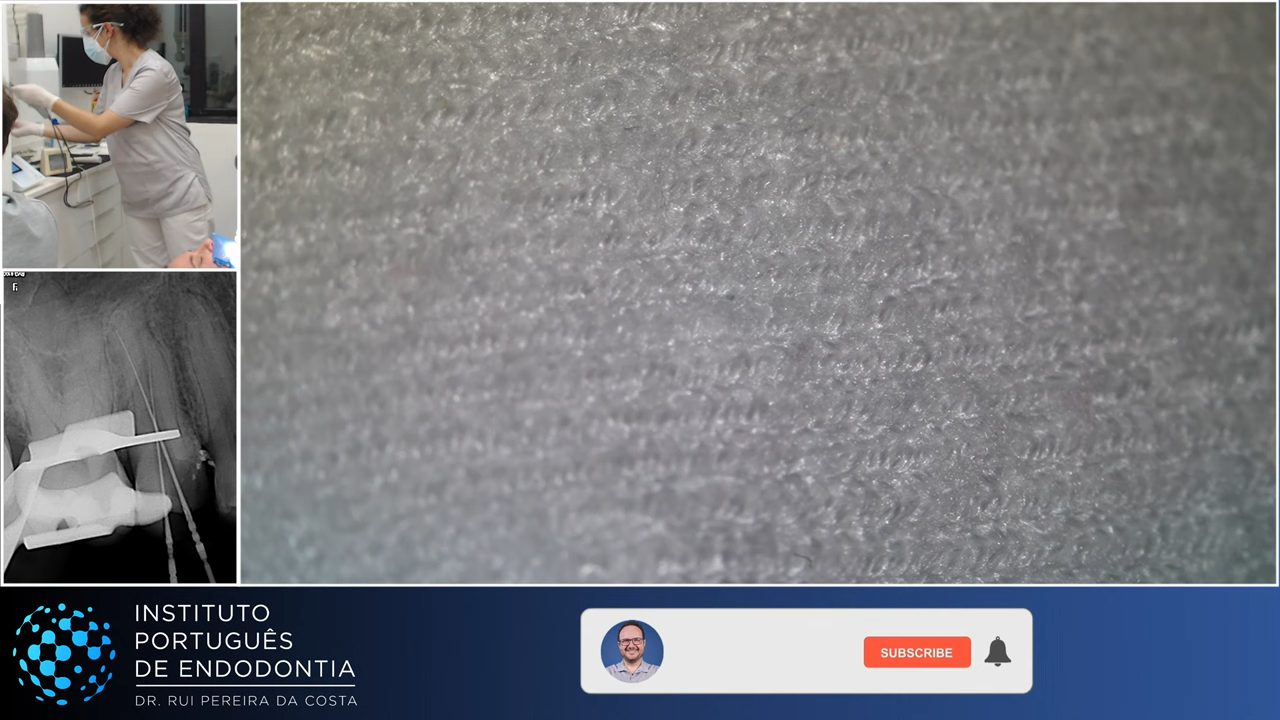 INSTITUTO
PORTUGUÊS
DE ENDODONTIA
DR. RUI PEREIRA DA COSTA
SUBSCRIBE